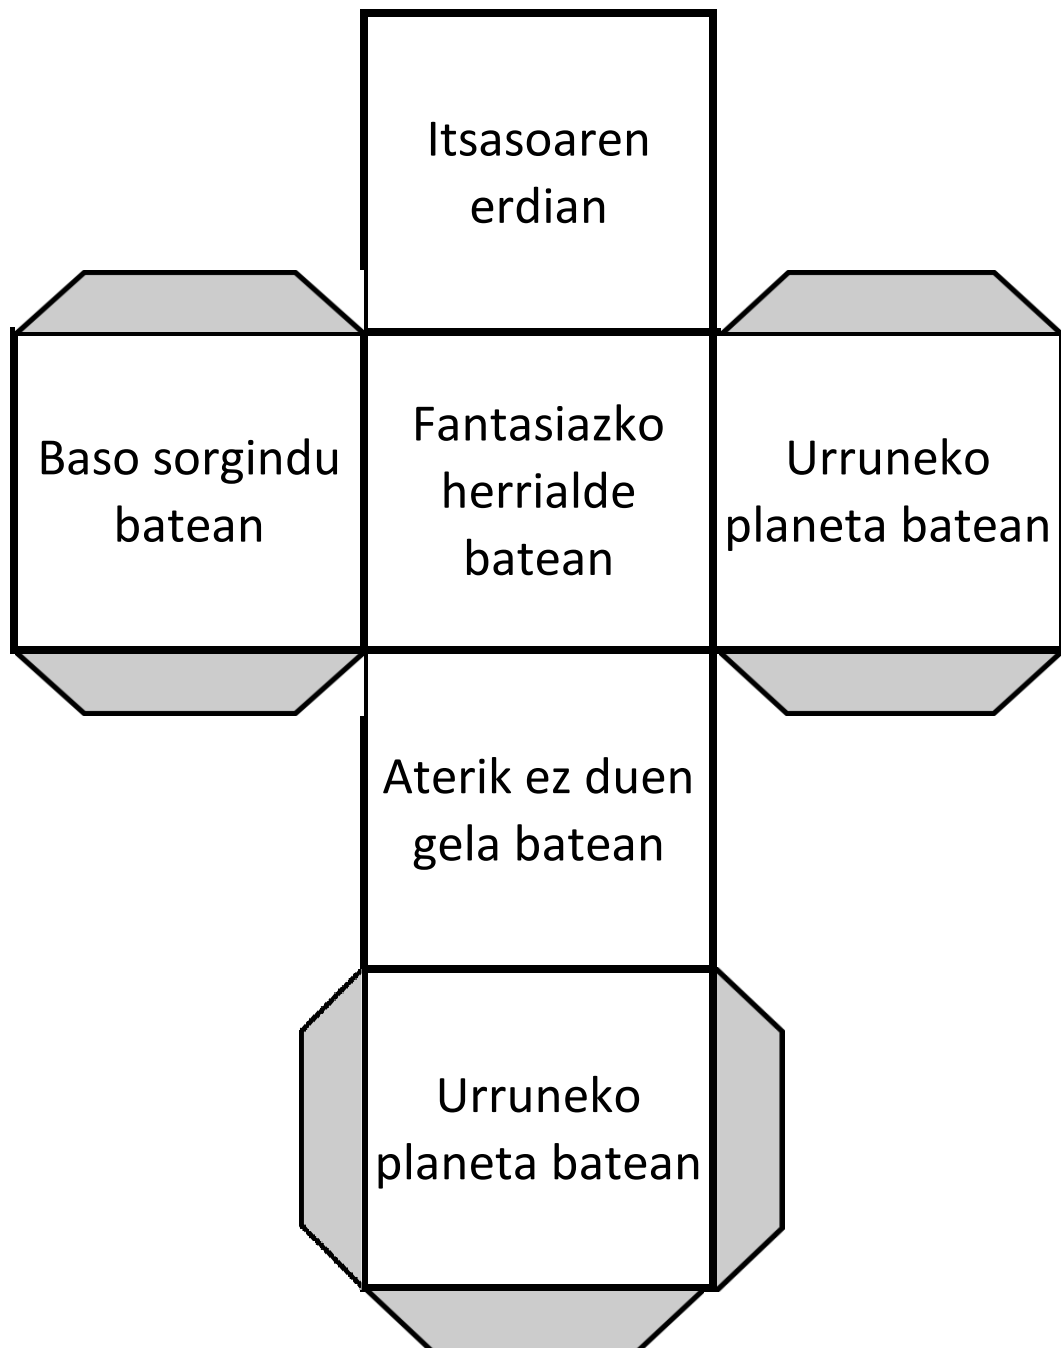 Itsasoaren
erdian
Baso sorgindu
batean
Fantasiazko
herrialde
batean
Urruneko
planeta batean
Aterik ez duen
gela batean
Urruneko
planeta batean